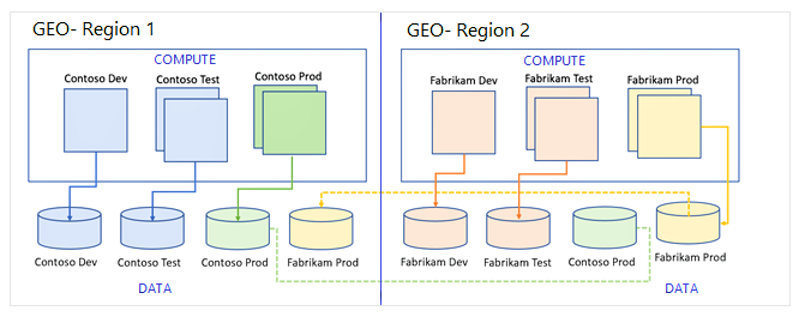 GEO- Region 1
COMPUTE
Contoso Dev
Contoso Test
Contoso Prod
Contoso Dev
Contoso Test
Contoso Prod
Fabrikam Prod
DATA
GEO- Region 2
COMPUTE
Fabrikam Dev
Fabrikam Test
Fabrikam Prod
Fabrikam Dev
Fabrikam Test
Contoso Prod
Fabrikam Prod
DATA